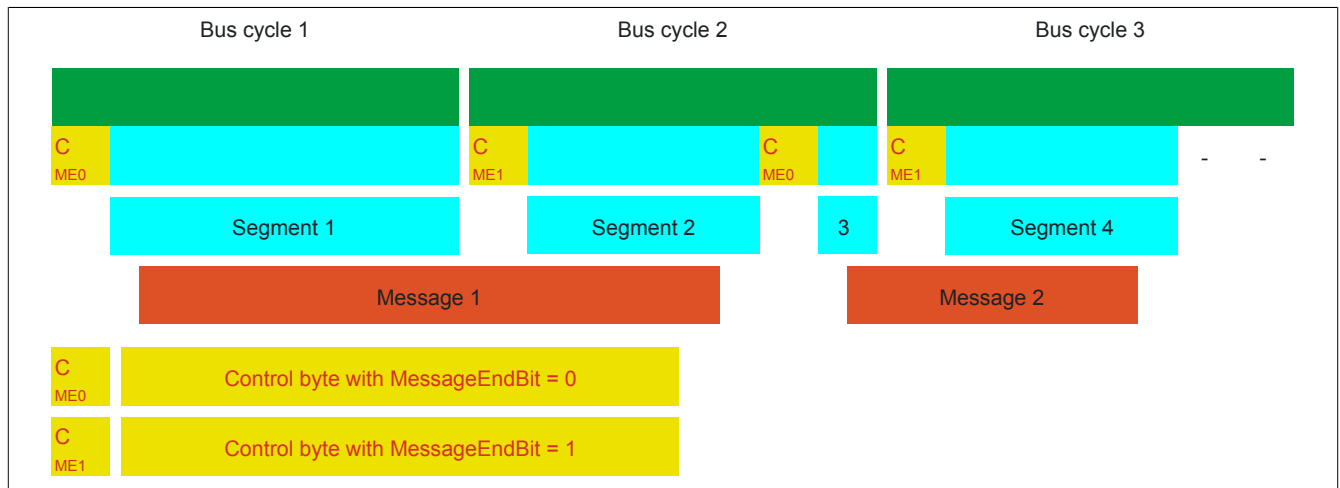 Bus cycle 1 Bus cycle 2 Bus cycle 3
C C C C - -
ME0 ME1 ME0 ME1
Segment 1 Segment 2 3 Segment 4
Message 1 Message 2
C
ME0 Control byte with MessageEndBit = 0
C
ME1 Control byte with MessageEndBit = 1